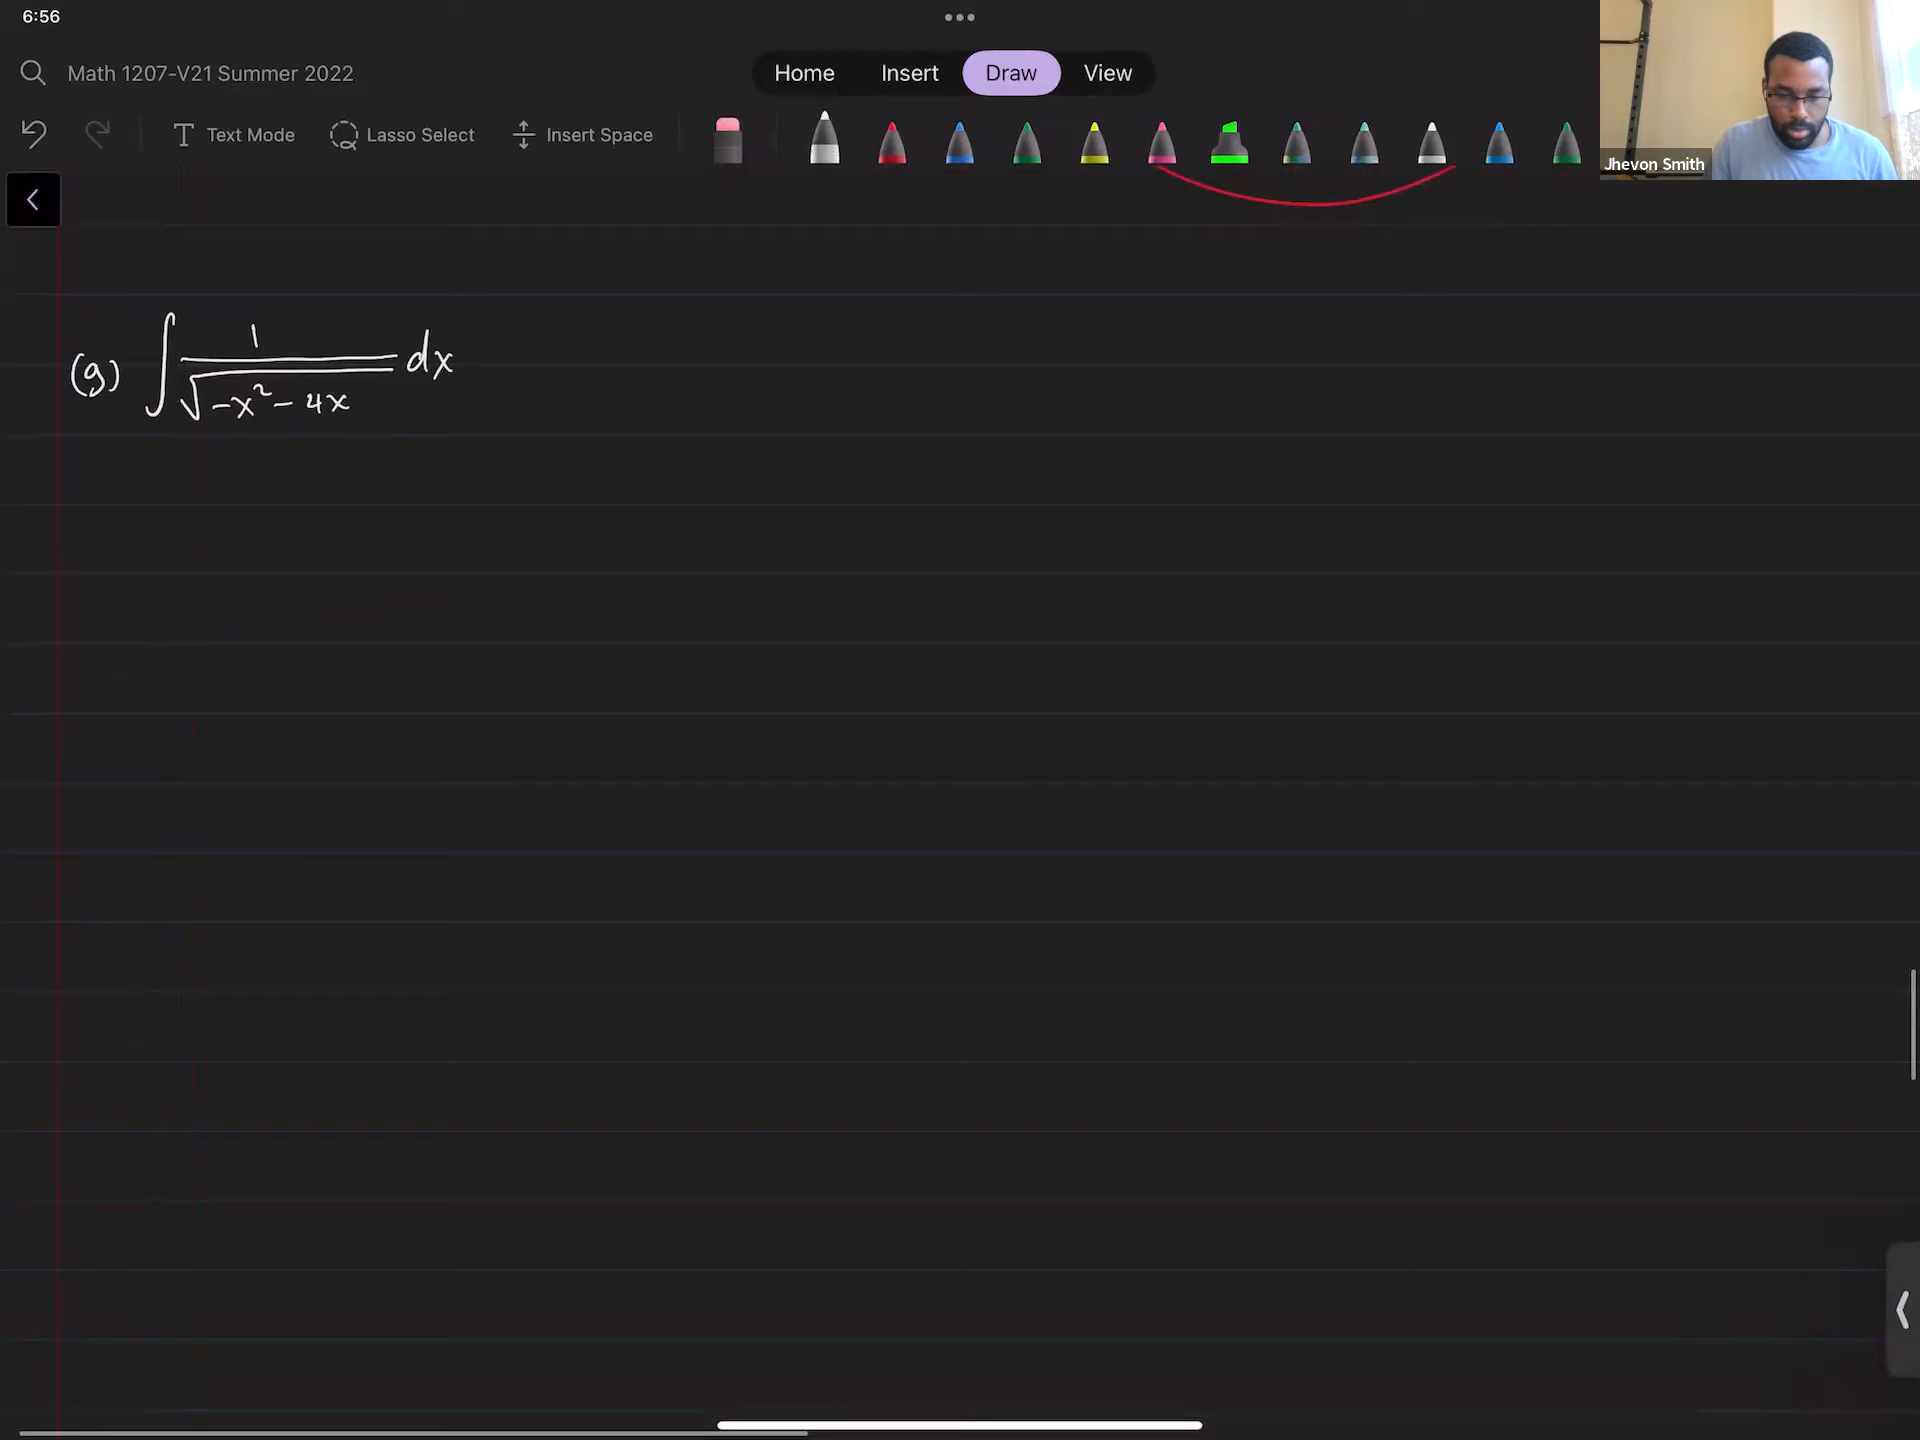 6:56
Math 1207-V21 Summer 2022
Home Insert Draw View
Text Mode Lasso Select Insert Space
Jhevon Smith
(g) ∫ 1/√(-x² - 4x) dx